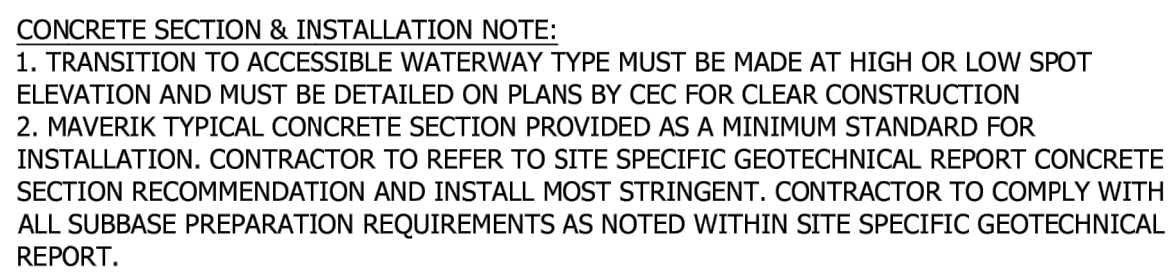 CONCRETE SECTION & INSTALLATION NOTE:
1. TRANSITION TO ACCESSIBLE WATERWAY TYPE MUST BE MADE AT HIGH OR LOW SPOT
ELEVATION AND MUST BE DETAILED ON PLANS BY CEC FOR CLEAR CONSTRUCTION
2. MAVERIK TYPICAL CONCRETE SECTION PROVIDED AS A MINIMUM STANDARD FOR
INSTALLATION. CONTRACTOR TO REFER TO SITE SPECIFIC GEOTECHNICAL REPORT CONCRETE
SECTION RECOMMENDATION AND INSTALL MOST STRINGENT. CONTRACTOR TO COMPLY WITH
ALL SUBBASE PREPARATION REQUIREMENTS AS NOTED WITHIN SITE SPECIFIC GEOTECHNICAL
REPORT.